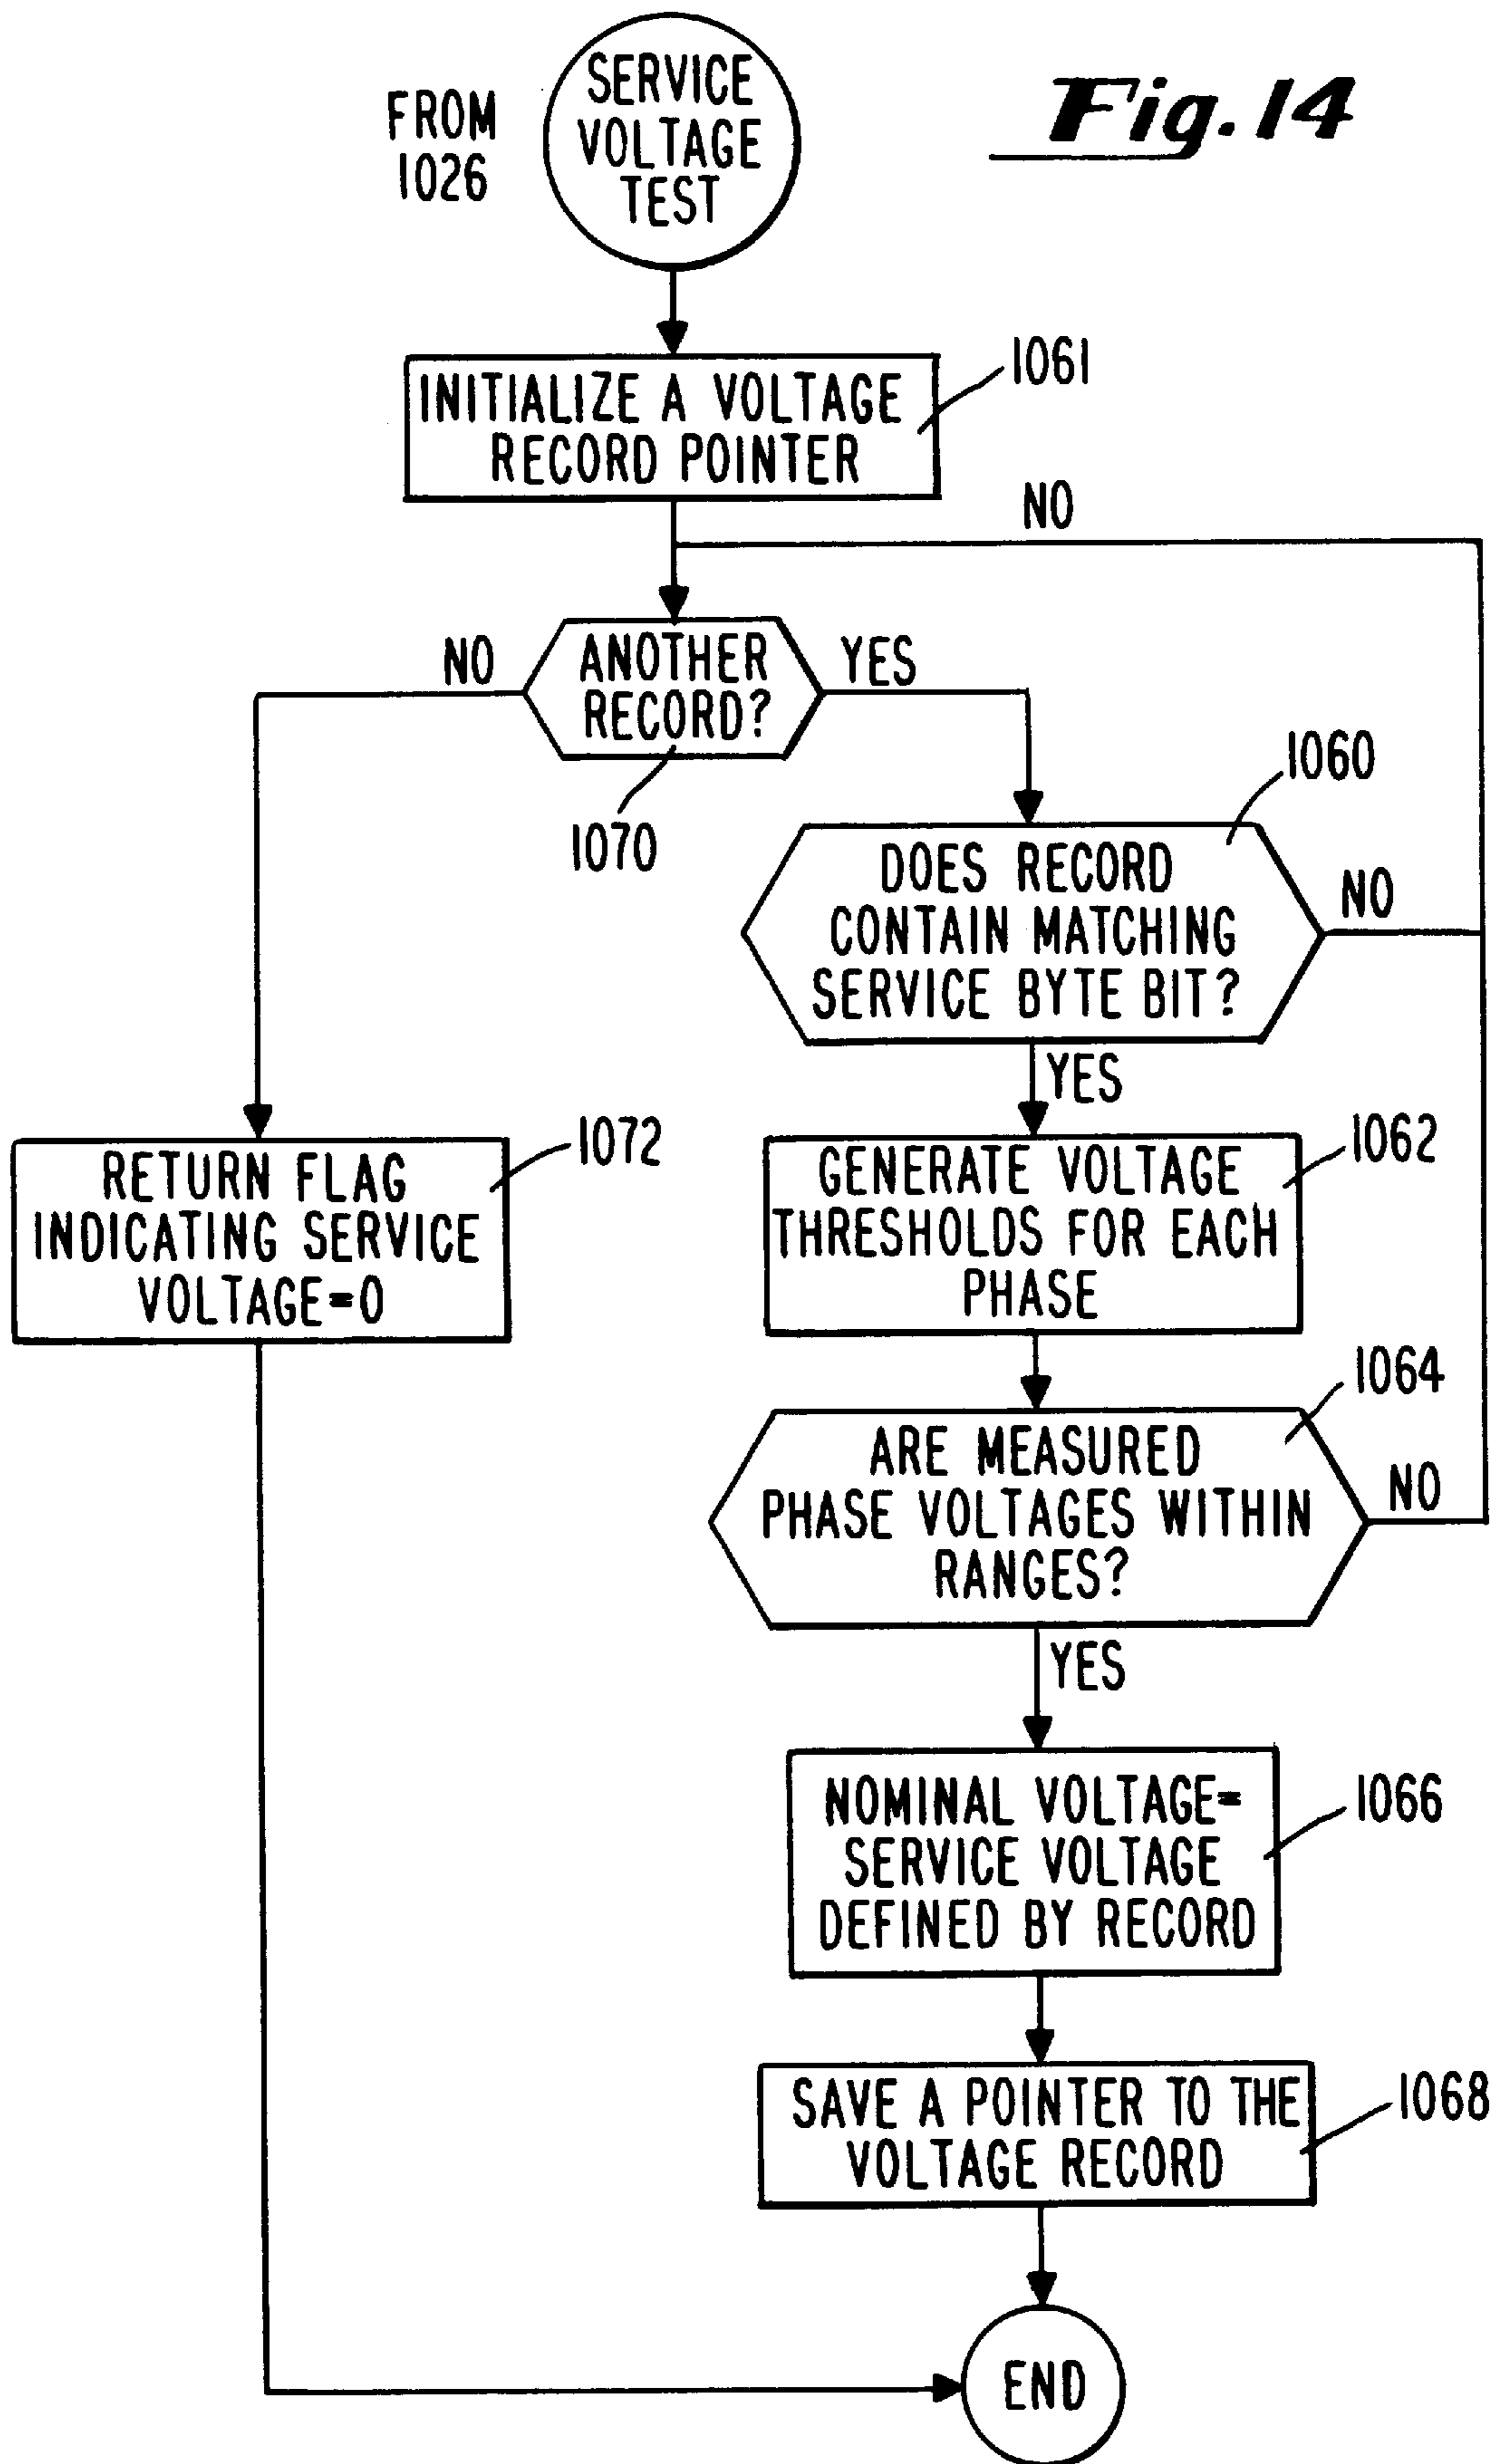 Fig. 14
FROM
1026
SERVICE
VOLTAGE
TEST
1061
INITIALIZE A VOLTAGE
RECORD POINTER
NO
NO
ANOTHER
RECORD?
YES
1070
1060
DOES RECORD
CONTAIN MATCHING
SERVICE BYTE BIT?
NO
YES
1072
RETURN FLAG
INDICATING SERVICE
VOLTAGE=0
1062
GENERATE VOLTAGE
THRESHOLDS FOR EACH
PHASE
1064
ARE MEASURED
PHASE VOLTAGES WITHIN
RANGES?
NO
YES
1066
NOMINAL VOLTAGE=
SERVICE VOLTAGE
DEFINED BY RECORD
1068
SAVE A POINTER TO THE
VOLTAGE RECORD
END